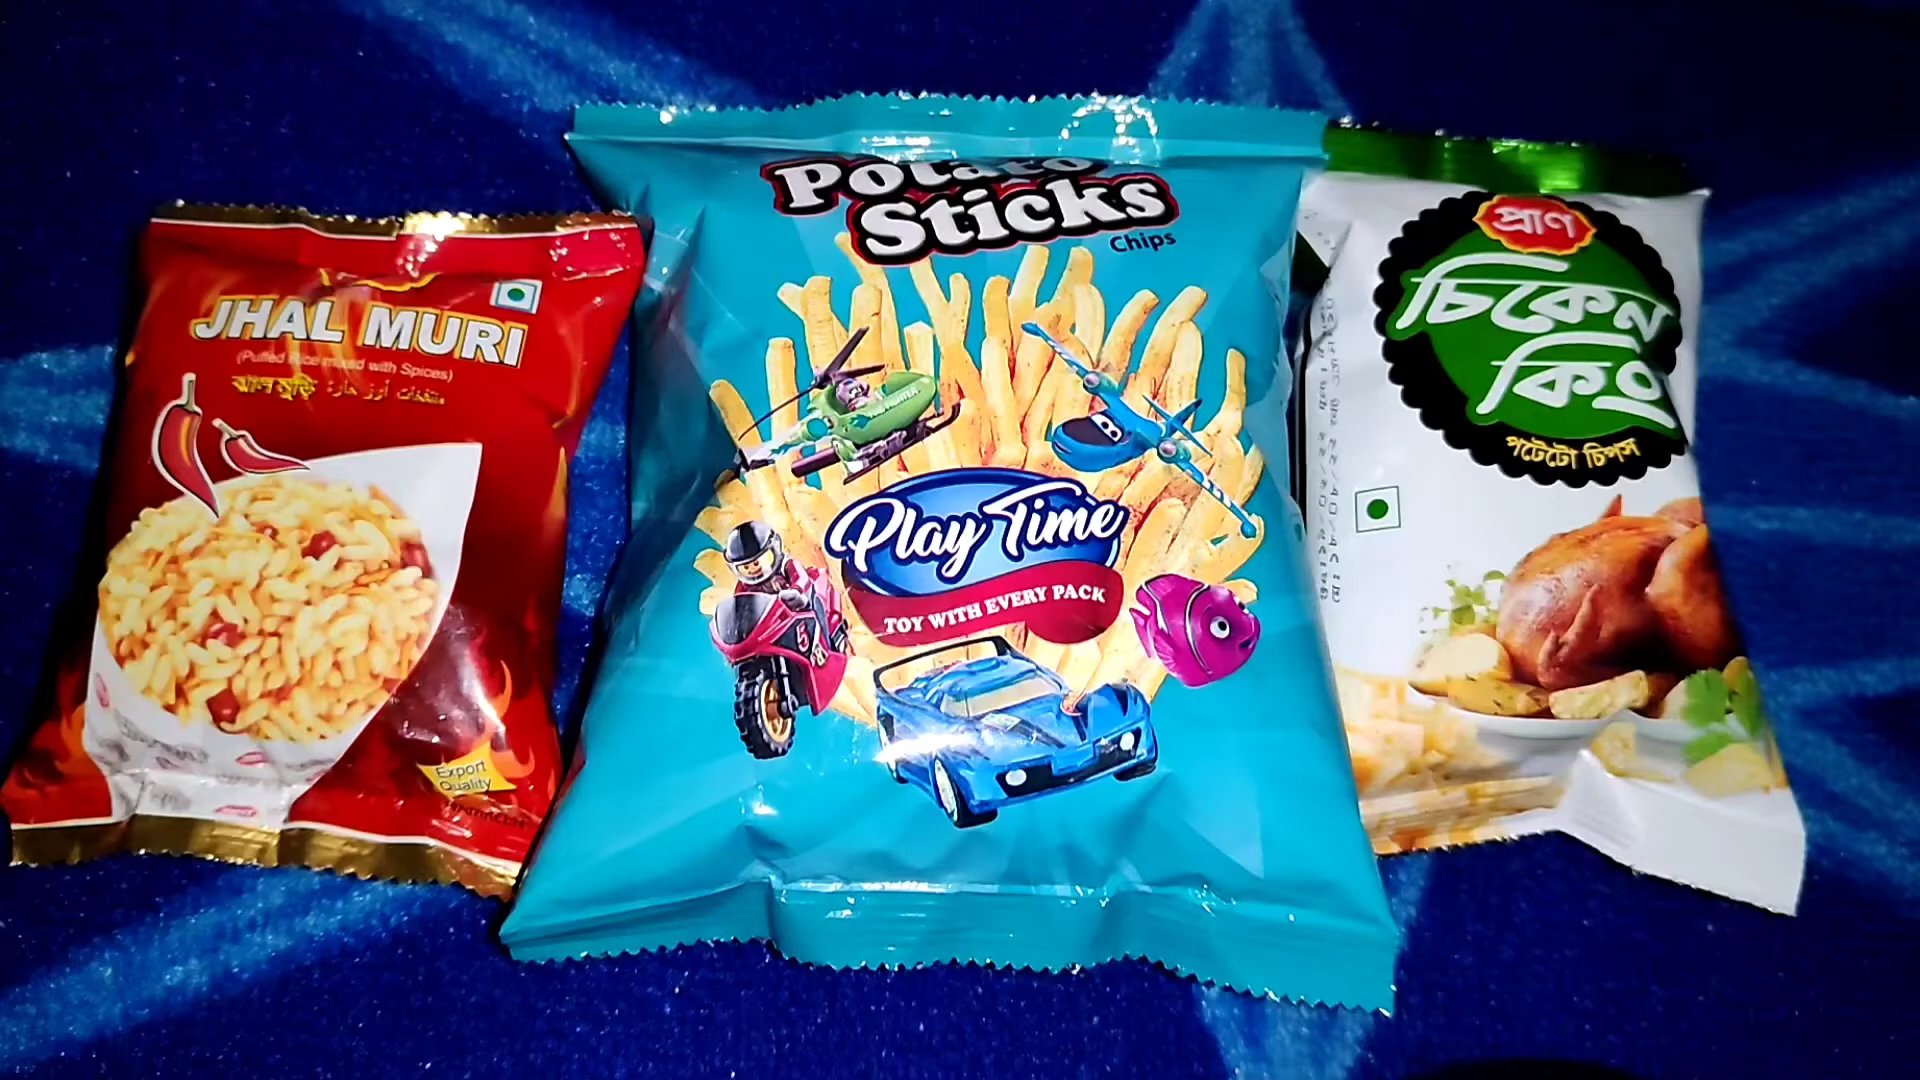 JHAL MURI
(Puffed Rice mixed with Spices)
ঝাল মুড়ি
Export
Quality
Potato
Sticks
Chips
Play Time
TOY WITH EVERY PACK
5
প্রাণ
চিকেন
কিং
পটেটো চিপস